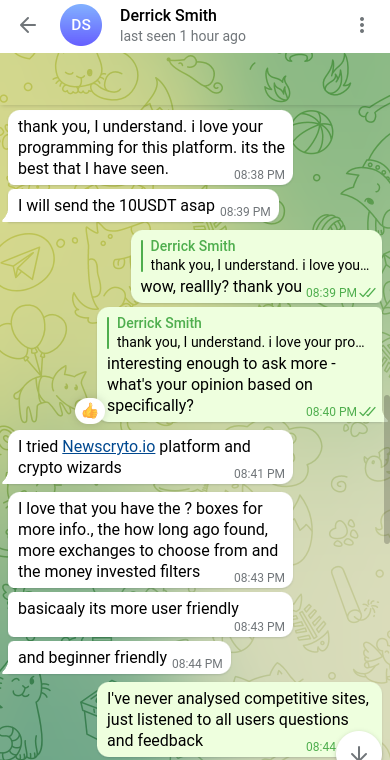 DS
Derrick Smith
last seen 1 hour ago
thank you, I understand. i love your
programming for this platform. its the
best that I have seen. 08:38 PM
I will send the 10USDT asap 08:39 PM
Derrick Smith
thank you, I understand. i love you...
wow, reallly? thank you 08:39 PM
Derrick Smith
thank you, I understand. i love your pro...
interesting enough to ask more -
what's your opinion based on
specifically? 08:40 PM
I tried Newscryto.io platform and
crypto wizards 08:41 PM
I love that you have the ? boxes for
more info., the how long ago found,
more exchanges to choose from and
the money invested filters 08:43 PM
basicaaly its more user friendly
08:43 PM
and beginner friendly 08:44 PM
I've never analysed competitive sites,
just listened to all users questions
and feedback 08:44